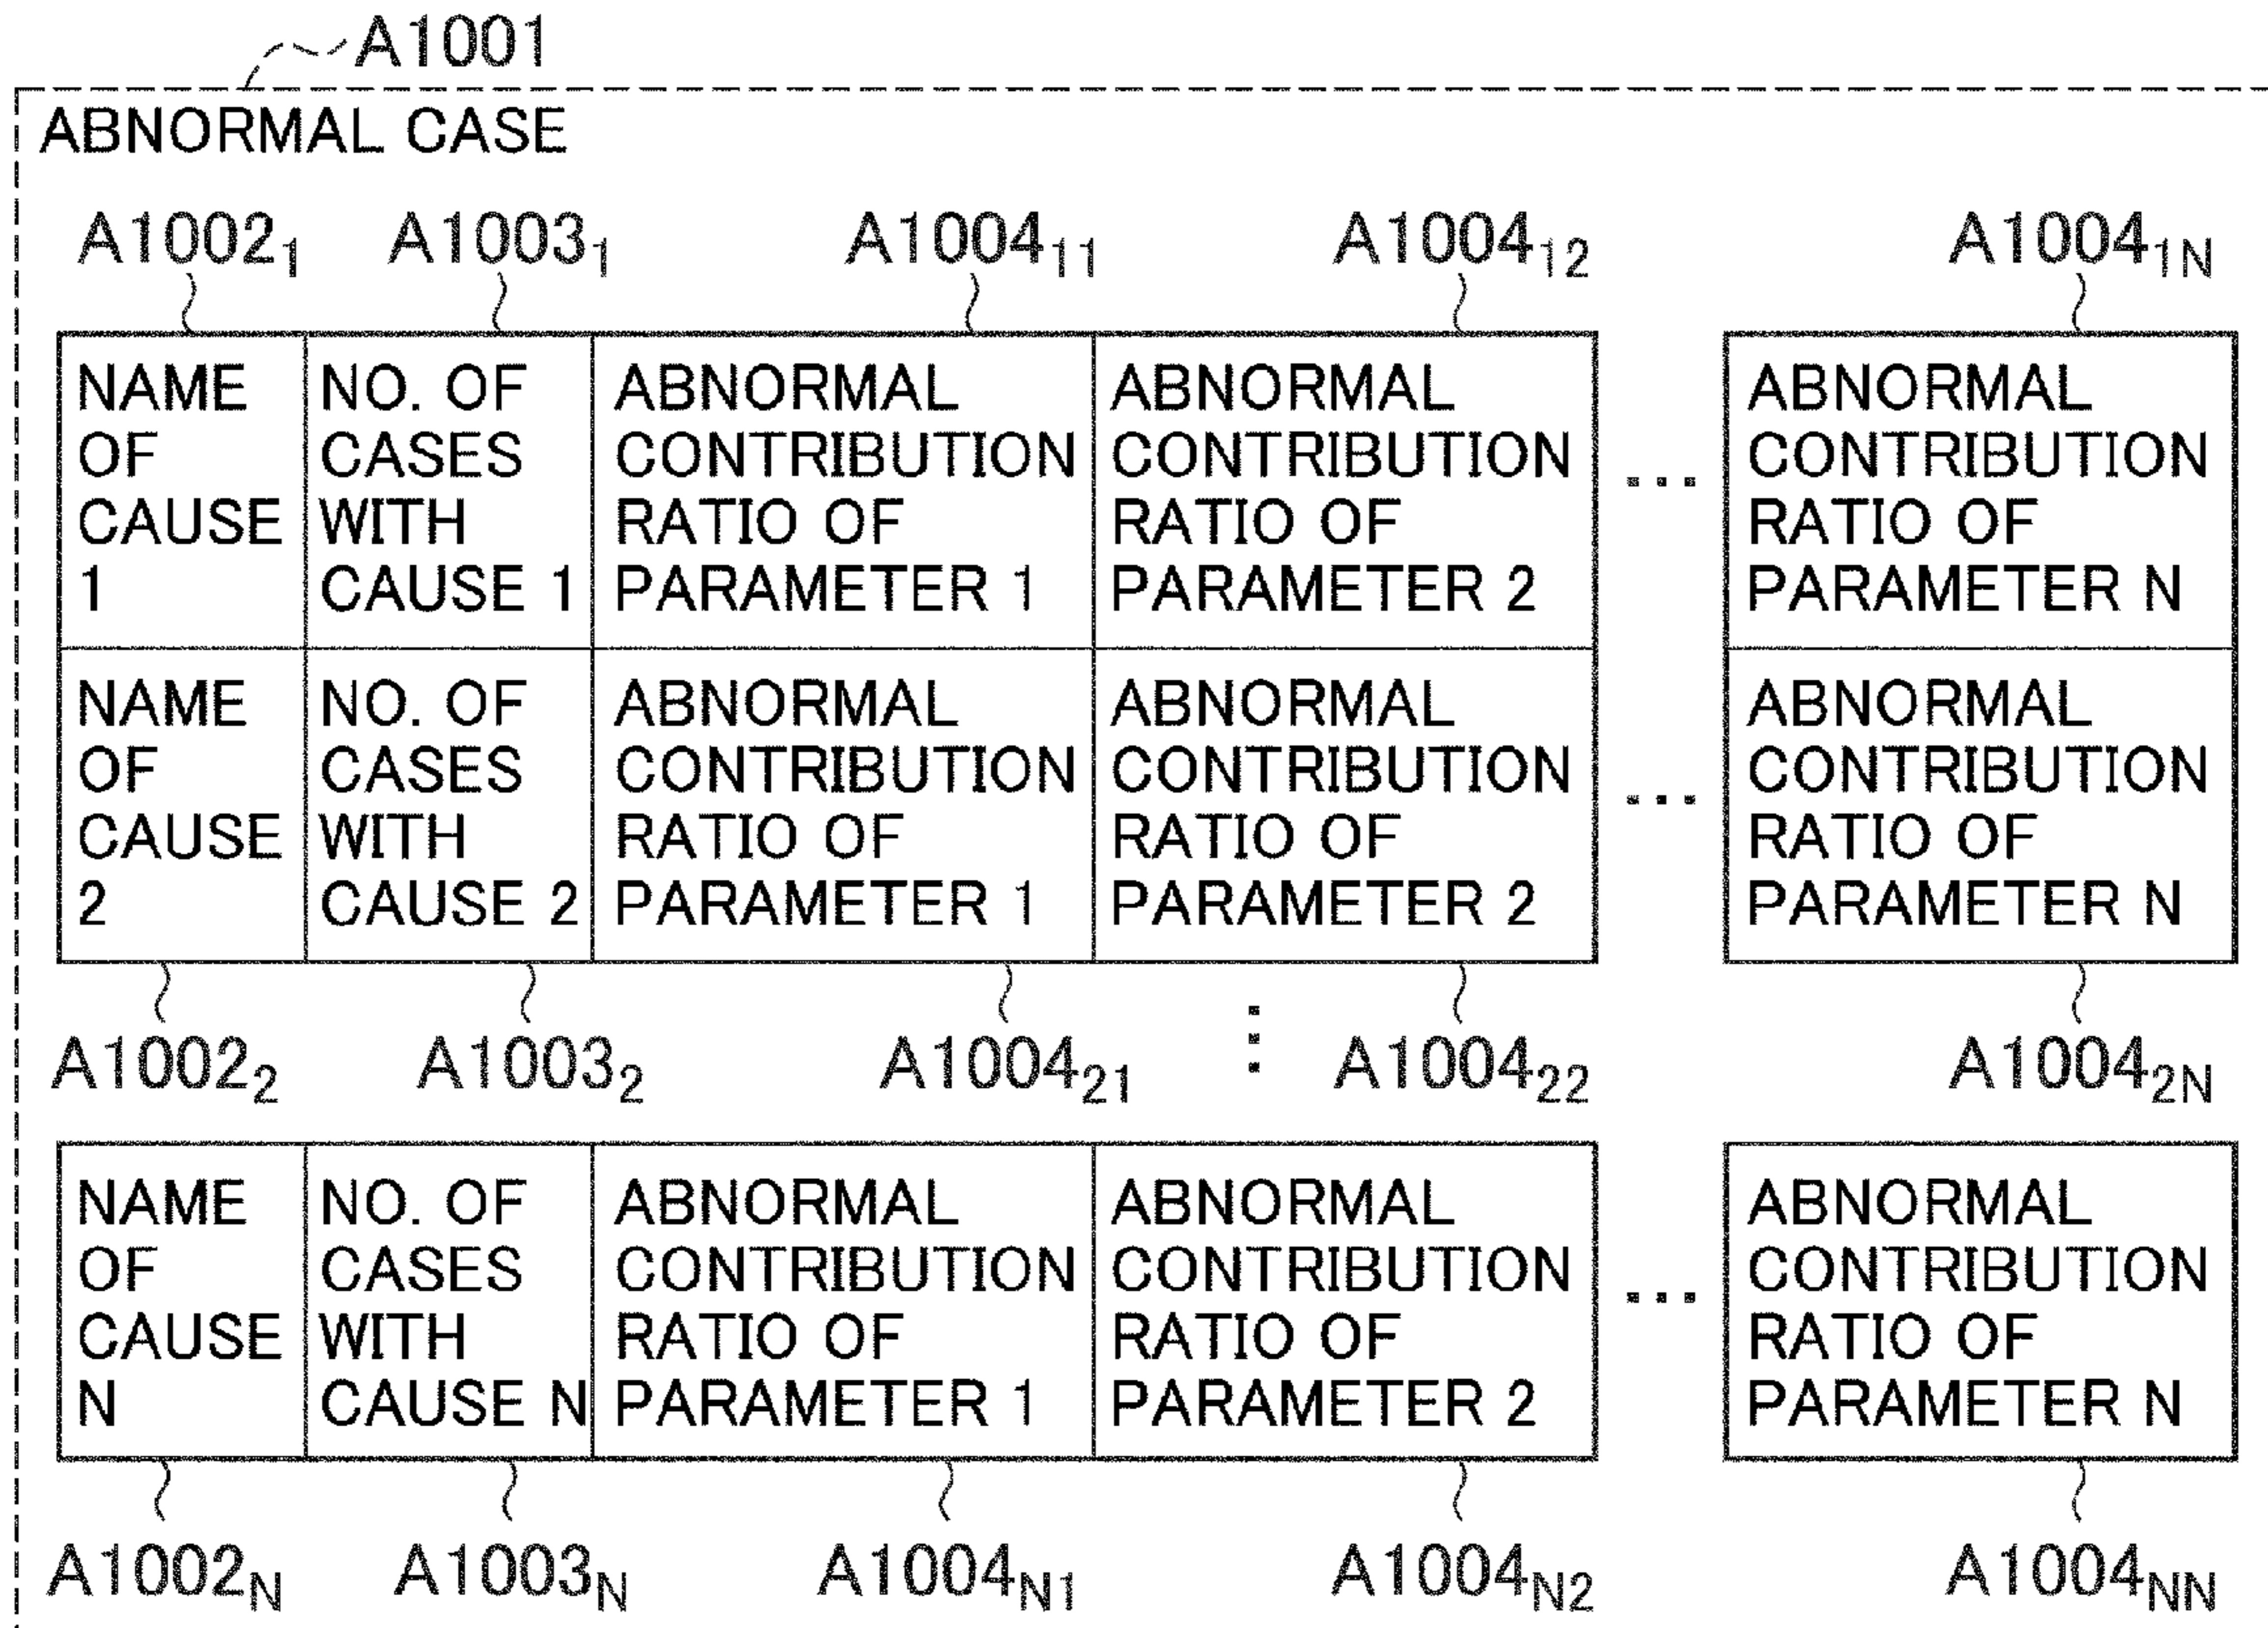 A1001
ABNORMAL CASE
A1002₁ A1003₁ A1004₁₁ A1004₁₂ A1004₁N
NAME OF CAUSE 1
NO. OF CASES WITH CAUSE 1
ABNORMAL CONTRIBUTION RATIO OF PARAMETER 1
ABNORMAL CONTRIBUTION RATIO OF PARAMETER 2
...
ABNORMAL CONTRIBUTION RATIO OF PARAMETER N
NAME OF CAUSE 2
NO. OF CASES WITH CAUSE 2
ABNORMAL CONTRIBUTION RATIO OF PARAMETER 1
ABNORMAL CONTRIBUTION RATIO OF PARAMETER 2
...
ABNORMAL CONTRIBUTION RATIO OF PARAMETER N
A1002₂ A1003₂ A1004₂₁ ⋮ A1004₂₂ A1004₂N
NAME OF CAUSE N
NO. OF CASES WITH CAUSE N
ABNORMAL CONTRIBUTION RATIO OF PARAMETER 1
ABNORMAL CONTRIBUTION RATIO OF PARAMETER 2
...
ABNORMAL CONTRIBUTION RATIO OF PARAMETER N
A1002N A1003N A1004N1 A1004N2 A1004NN